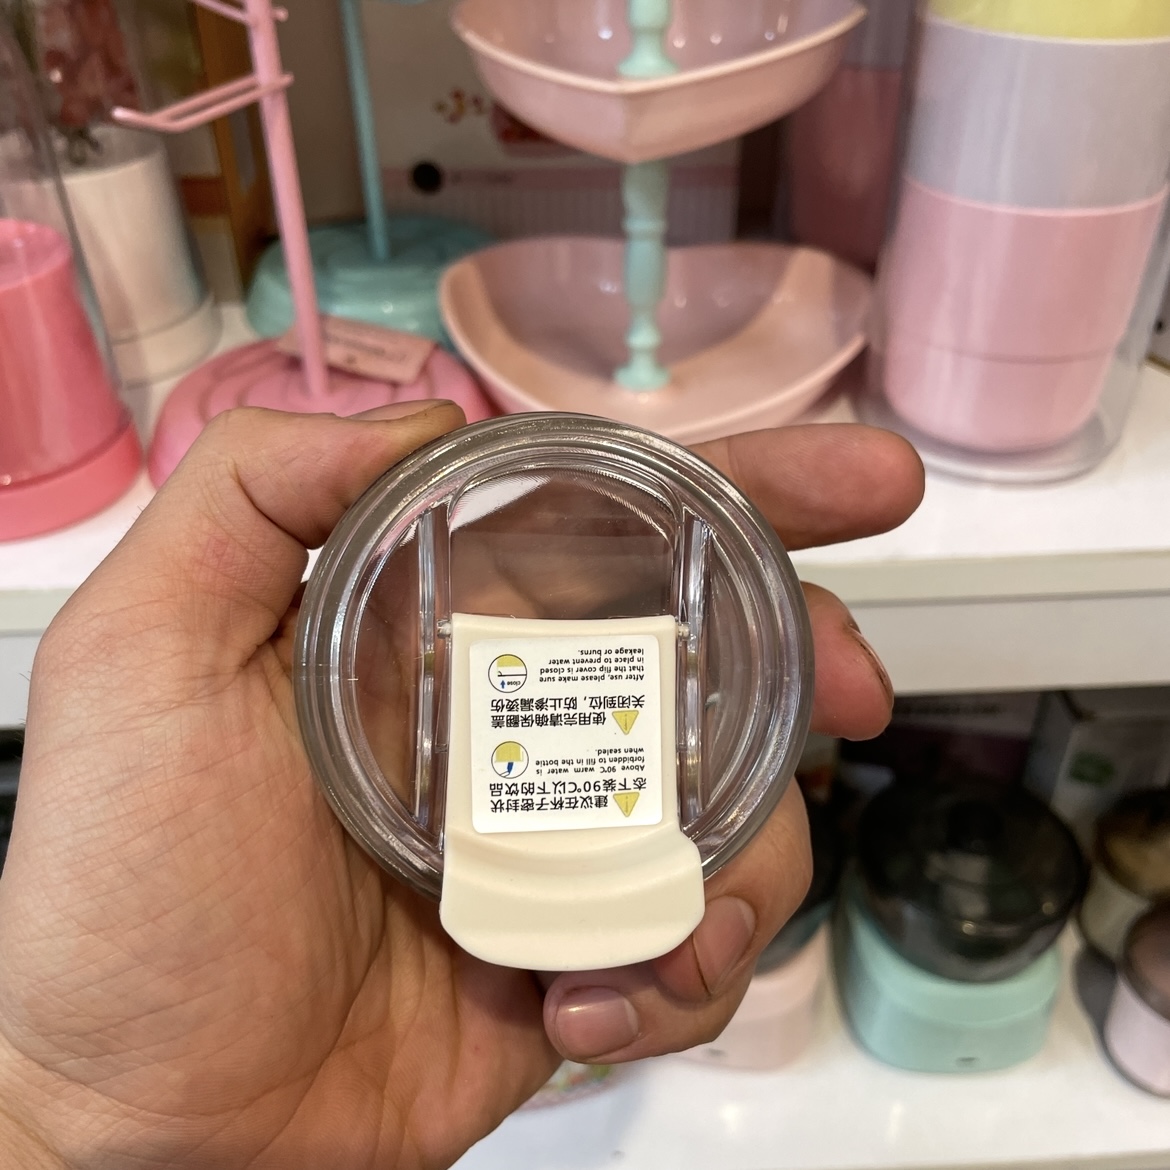 建议在杯子密封状
态下装90℃以下的饮品
Above 90℃ warm water is
forbidden to fill in the bottle
when sealed.
使用完请确保翻盖
关闭到位，防止渗漏烫伤
After use, please make sure
that the flip cover is closed
in place to prevent water
leakage or burns.
close